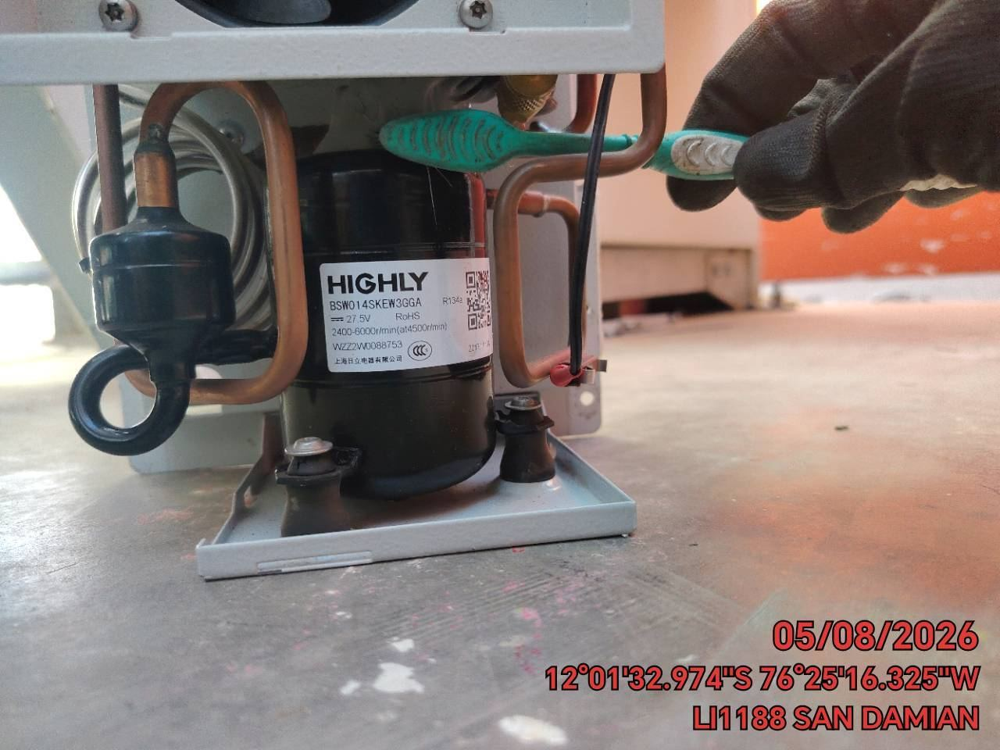 HIGHLY
BSW014SKEW3GGA R134a
27.5V RoHS
2400-6000r/min(at4500r/min)
WZZ2W0088753
上海日立电器有限公司
05/08/2026
12°01'32.974"S 76°25'16.325"W
LI1188 SAN DAMIAN